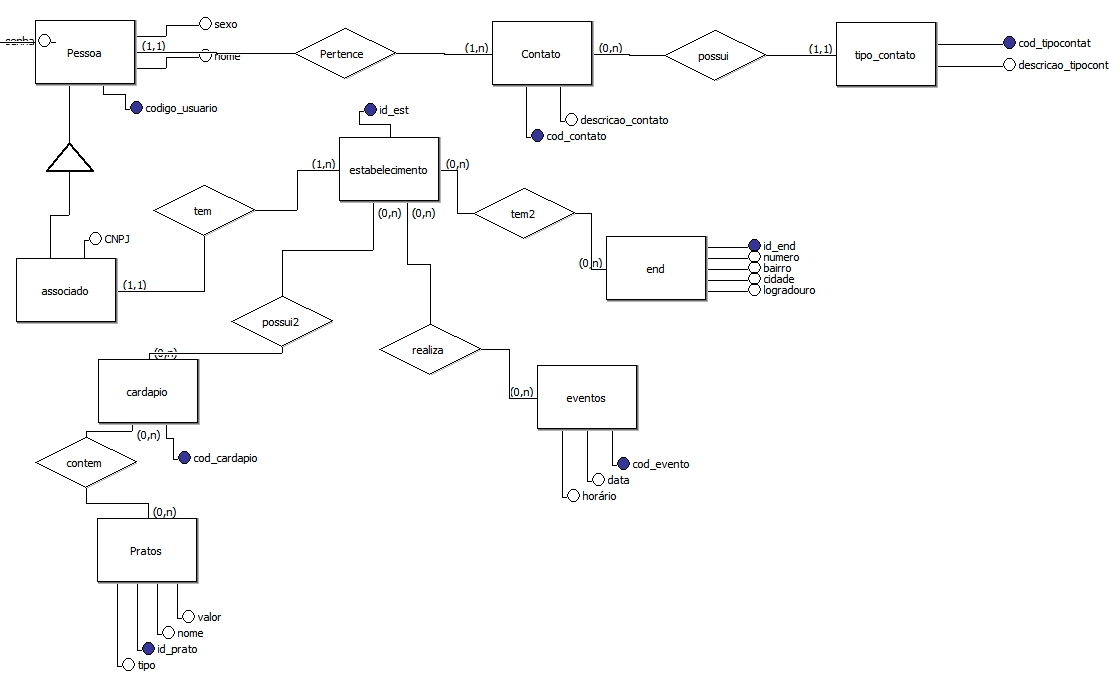 sexo
senha
Pessoa
(1,1)
nome
Pertence
(1,n)
Contato
(0,n)
possui
(1,1)
tipo_contato
cod_tipocontat
descricao_tipocont
codigo_usuario
id_est
descricao_contato
cod_contato
(1,n)
estabelecimento
(0,n)
tem
(0,n)
(0,n)
tem2
CNPJ
associado
(1,1)
(0,n)
end
id_end
numero
bairro
cidade
logradouro
possui2
realiza
(0,n)
cardapio
(0,n)
eventos
(0,n)
contem
cod_cardapio
cod_evento
data
horário
(0,n)
Pratos
valor
nome
id_prato
tipo